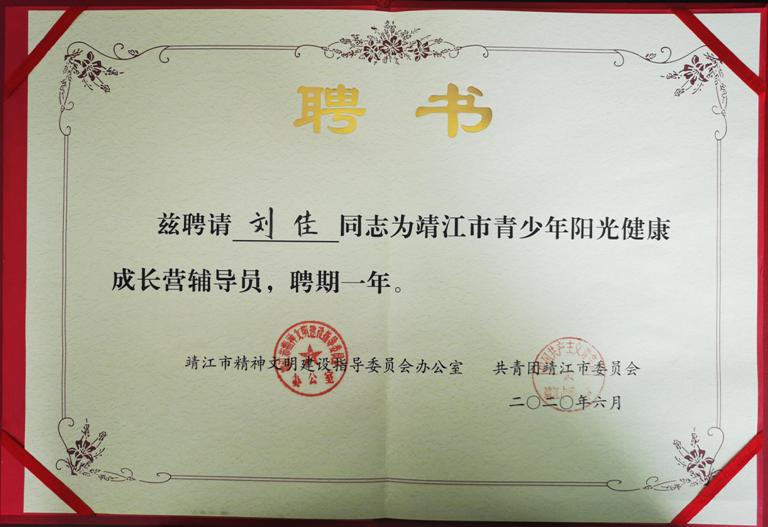 聘书
兹聘请刘佳同志为靖江市青少年阳光健康
成长营辅导员，聘期一年。
靖江市精神文明建设指导委员会办公室 共青团靖江市委员会
二〇二〇年六月